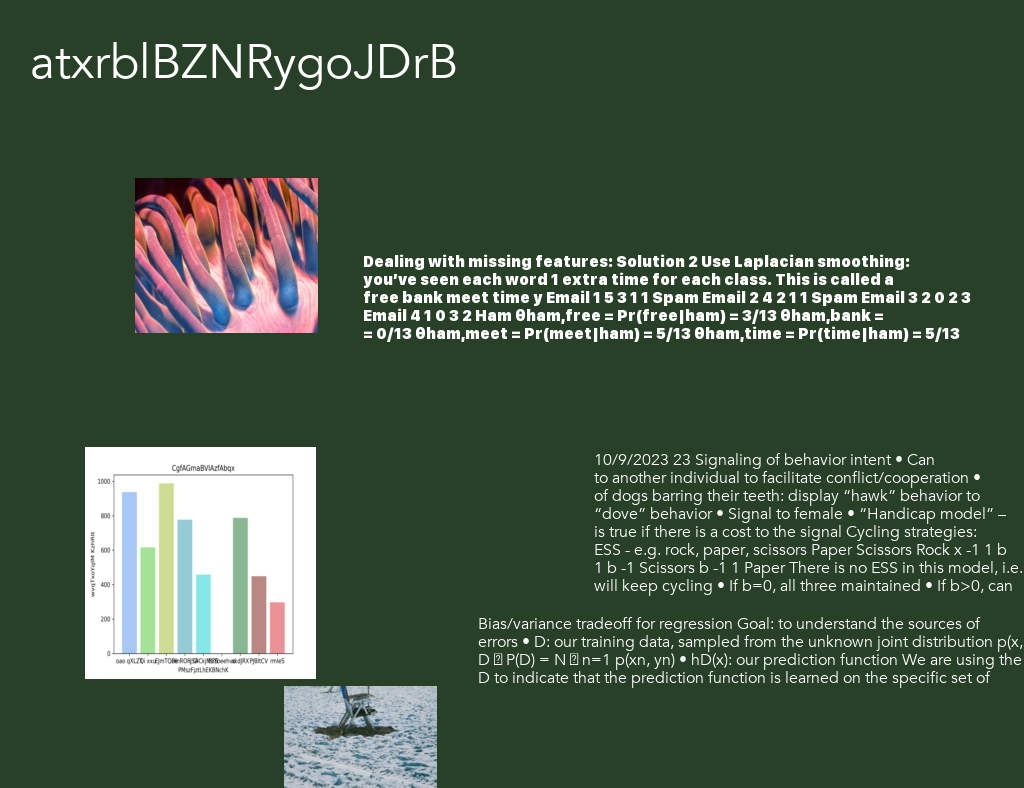 atxrblBZNRygoJDrB
Dealing with missing features: Solution 2 Use Laplacian smoothing:
you've seen each word 1 extra time for each class. This is called a
free bank meet time y Email 1 5 3 1 1 Spam Email 2 4 2 1 1 Spam Email 3 2 0 2 3
Email 4 1 0 3 2 Ham θham,free = Pr(free|ham) = 3/13 θham,bank =
= 0/13 θham,meet = Pr(meet|ham) = 5/13 θham,time = Pr(time|ham) = 5/13
CgfAGmaBVIAzfAbqx
1000
800
600
400
200
0
oao
PJBItCV rmleS
10/9/2023 23 Signaling of behavior intent • Can
to another individual to facilitate conflict/cooperation •
of dogs barring their teeth: display “hawk” behavior to
“dove” behavior • Signal to female • “Handicap model” –
is true if there is a cost to the signal Cycling strategies:
ESS - e.g. rock, paper, scissors Paper Scissors Rock x -1 1 b
1 b -1 Scissors b -1 1 Paper There is no ESS in this model, i.e.
will keep cycling • If b=0, all three maintained • If b>0, can
Bias/variance tradeoff for regression Goal: to understand the sources of
errors • D: our training data, sampled from the unknown joint distribution p(x,
D P(D) = N n=1 p(xn, yn) • hD(x): our prediction function We are using the
D to indicate that the prediction function is learned on the specific set of